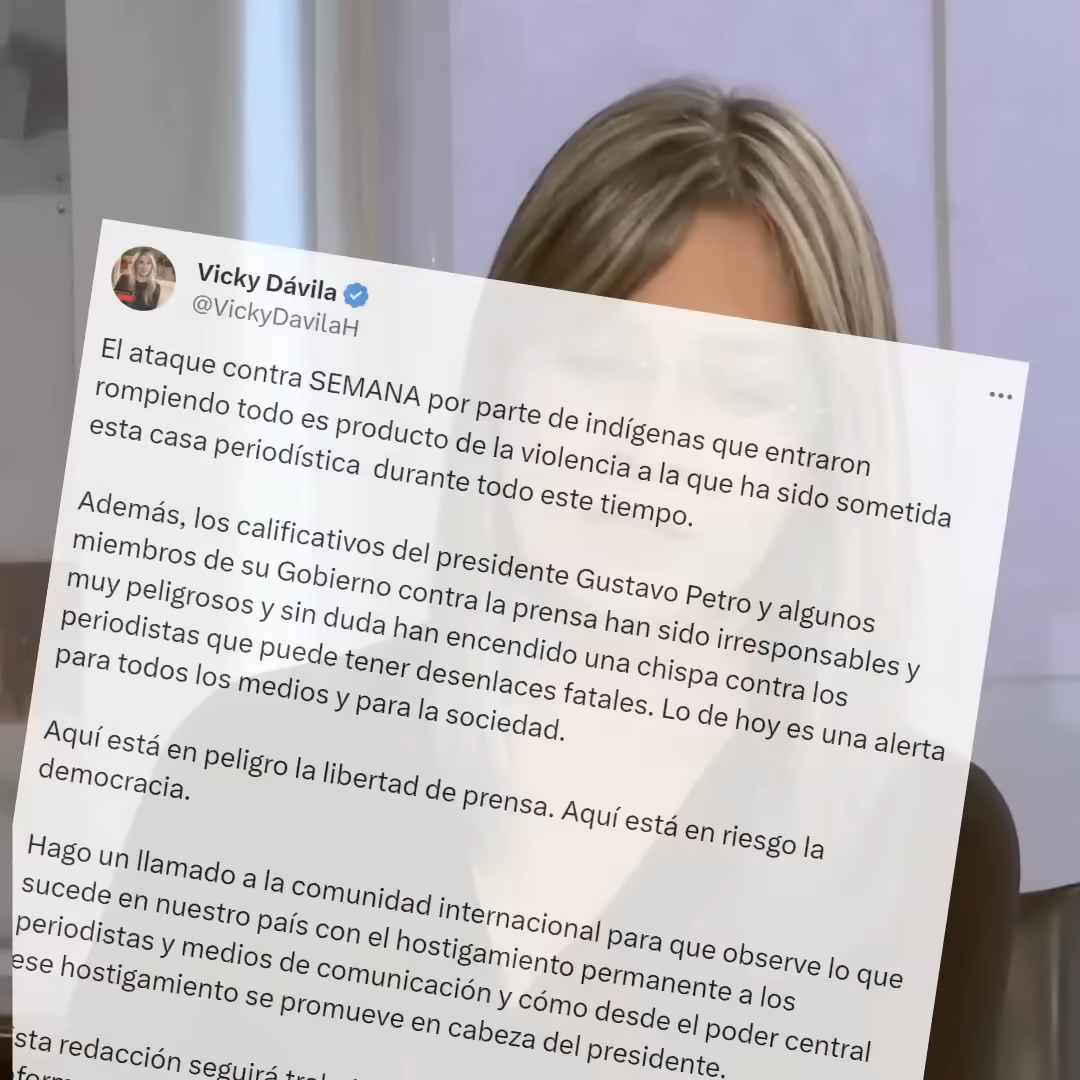 Vicky Dávila
@VickyDavilaH
El ataque contra SEMANA por parte de indígenas que entraron
rompiendo todo es producto de la violencia a la que ha sido sometida
esta casa periodística durante todo este tiempo.
Además, los calificativos del presidente Gustavo Petro y algunos
miembros de su Gobierno contra la prensa han sido irresponsables y
muy peligrosos y sin duda han encendido una chispa contra los
periodistas que puede tener desenlaces fatales. Lo de hoy es una alerta
para todos los medios y para la sociedad.
Aquí está en peligro la libertad de prensa. Aquí está en riesgo la
democracia.
Hago un llamado a la comunidad internacional para que observe lo que
sucede en nuestro país con el hostigamiento permanente a los
periodistas y medios de comunicación y cómo desde el poder central
ese hostigamiento se promueve en cabeza del presidente.
sta redacción seguirá